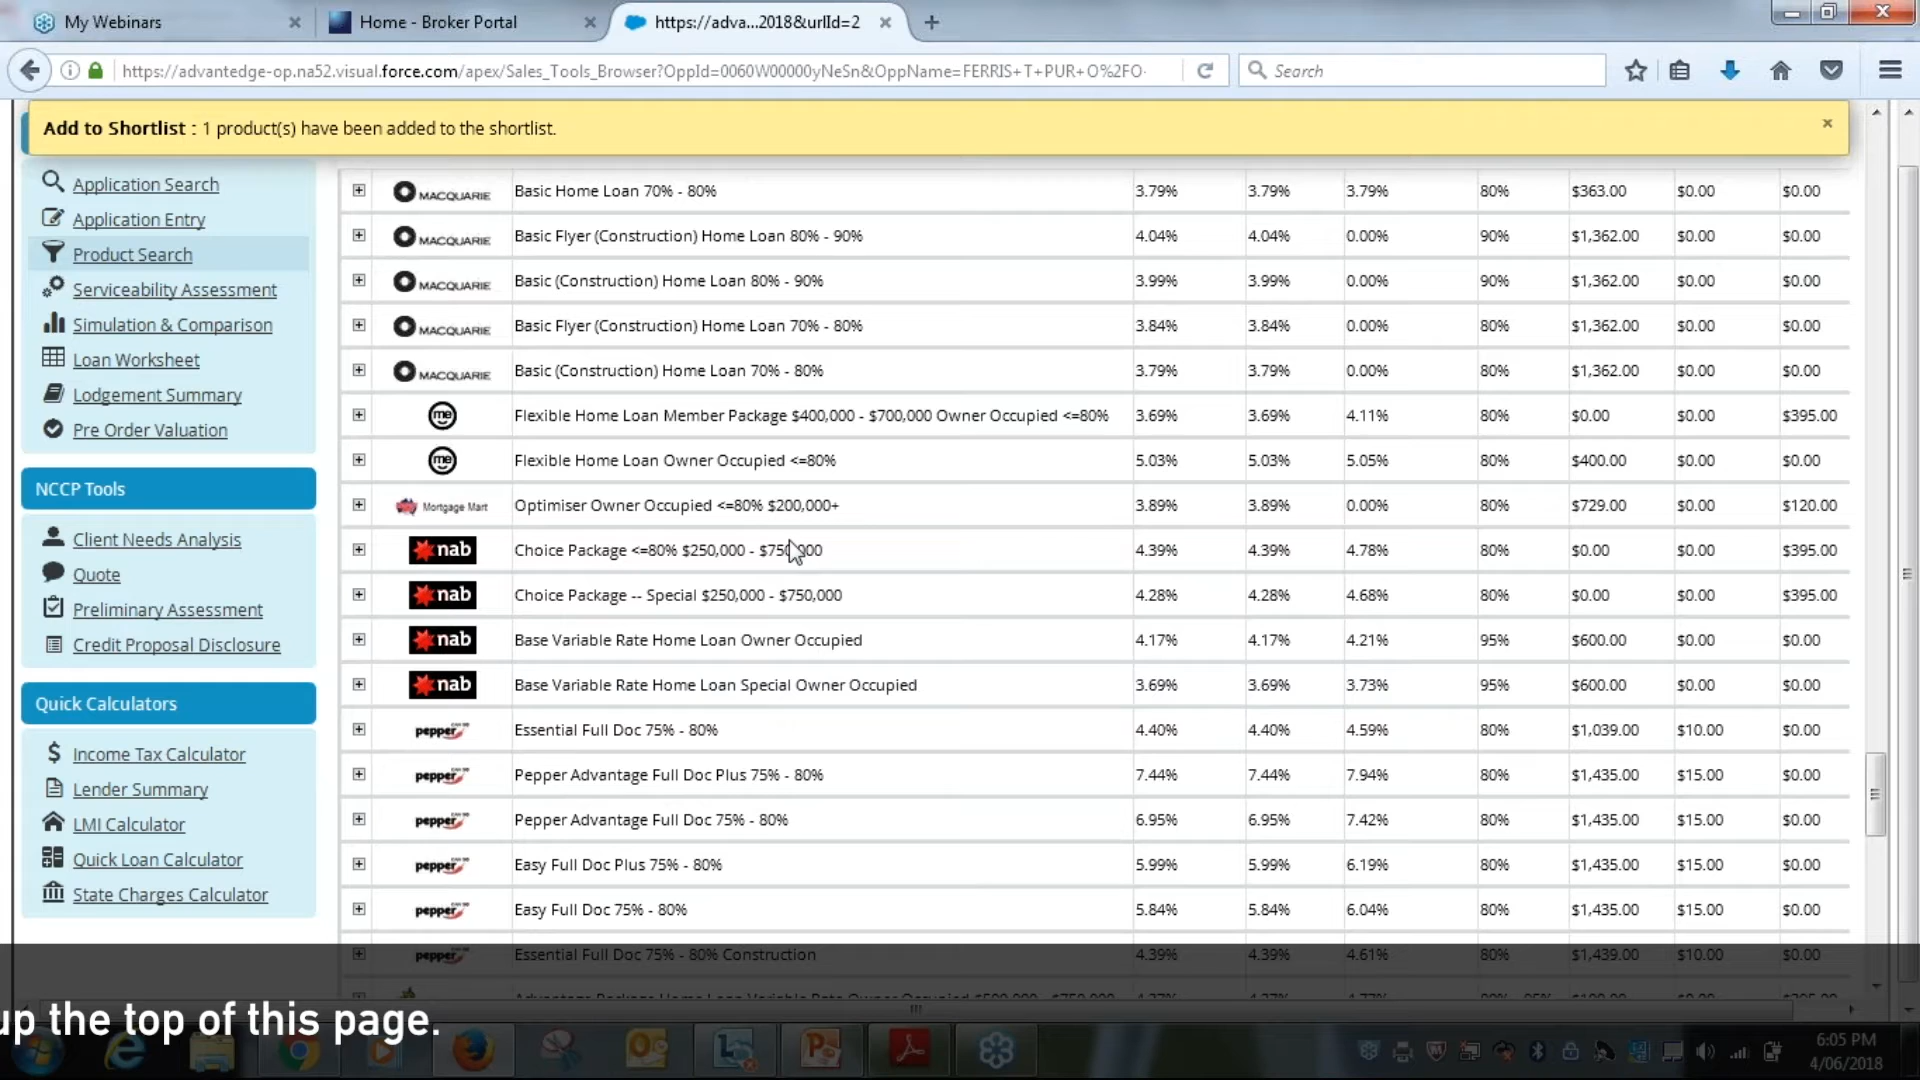 My Webinars
Home - Broker Portal
https://adva...2018&urlId=2
https://advantedge-op.na52.visual.force.com/apex/Sales_Tools_Browser?OppId=0060W00000yNeSn&OppName=FERRIS+T+PUR+O%2FO-
Search
Add to Shortlist : 1 product(s) have been added to the shortlist.
Application Search
Application Entry
Product Search
Serviceability Assessment
Simulation & Comparison
Loan Worksheet
Lodgement Summary
Pre Order Valuation
NCCP Tools
Client Needs Analysis
Quote
Preliminary Assessment
Credit Proposal Disclosure
Quick Calculators
Income Tax Calculator
Lender Summary
LMI Calculator
Quick Loan Calculator
State Charges Calculator
MACQUARIE Basic Home Loan 70% - 80% 3.79% 3.79% 3.79% 80% $363.00 $0.00 $0.00
MACQUARIE Basic Flyer (Construction) Home Loan 80% - 90% 4.04% 4.04% 0.00% 90% $1,362.00 $0.00 $0.00
MACQUARIE Basic (Construction) Home Loan 80% - 90% 3.99% 3.99% 0.00% 90% $1,362.00 $0.00 $0.00
MACQUARIE Basic Flyer (Construction) Home Loan 70% - 80% 3.84% 3.84% 0.00% 80% $1,362.00 $0.00 $0.00
MACQUARIE Basic (Construction) Home Loan 70% - 80% 3.79% 3.79% 0.00% 80% $1,362.00 $0.00 $0.00
me Flexible Home Loan Member Package $400,000 - $700,000 Owner Occupied <=80% 3.69% 3.69% 4.11% 80% $0.00 $0.00 $395.00
me Flexible Home Loan Owner Occupied <=80% 5.03% 5.03% 5.05% 80% $400.00 $0.00 $0.00
Mortgage Mart Optimiser Owner Occupied <=80% $200,000+ 3.89% 3.89% 0.00% 80% $729.00 $0.00 $120.00
nab Choice Package <=80% $250,000 - $750,000 4.39% 4.39% 4.78% 80% $0.00 $0.00 $395.00
nab Choice Package -- Special $250,000 - $750,000 4.28% 4.28% 4.68% 80% $0.00 $0.00 $395.00
nab Base Variable Rate Home Loan Owner Occupied 4.17% 4.17% 4.21% 95% $600.00 $0.00 $0.00
nab Base Variable Rate Home Loan Special Owner Occupied 3.69% 3.69% 3.73% 95% $600.00 $0.00 $0.00
pepper Essential Full Doc 75% - 80% 4.40% 4.40% 4.59% 80% $1,039.00 $10.00 $0.00
pepper Pepper Advantage Full Doc Plus 75% - 80% 7.44% 7.44% 7.94% 80% $1,435.00 $15.00 $0.00
pepper Pepper Advantage Full Doc 75% - 80% 6.95% 6.95% 7.42% 80% $1,435.00 $15.00 $0.00
pepper Easy Full Doc Plus 75% - 80% 5.99% 5.99% 6.19% 80% $1,435.00 $15.00 $0.00
pepper Easy Full Doc 75% - 80% 5.84% 5.84% 6.04% 80% $1,435.00 $15.00 $0.00
pepper Essential Full Doc 75% - 80% Construction 4.39% 4.39% 4.61% 80% $1,439.00 $10.00 $0.00
up the top of this page.
6:05 PM
4/06/2018